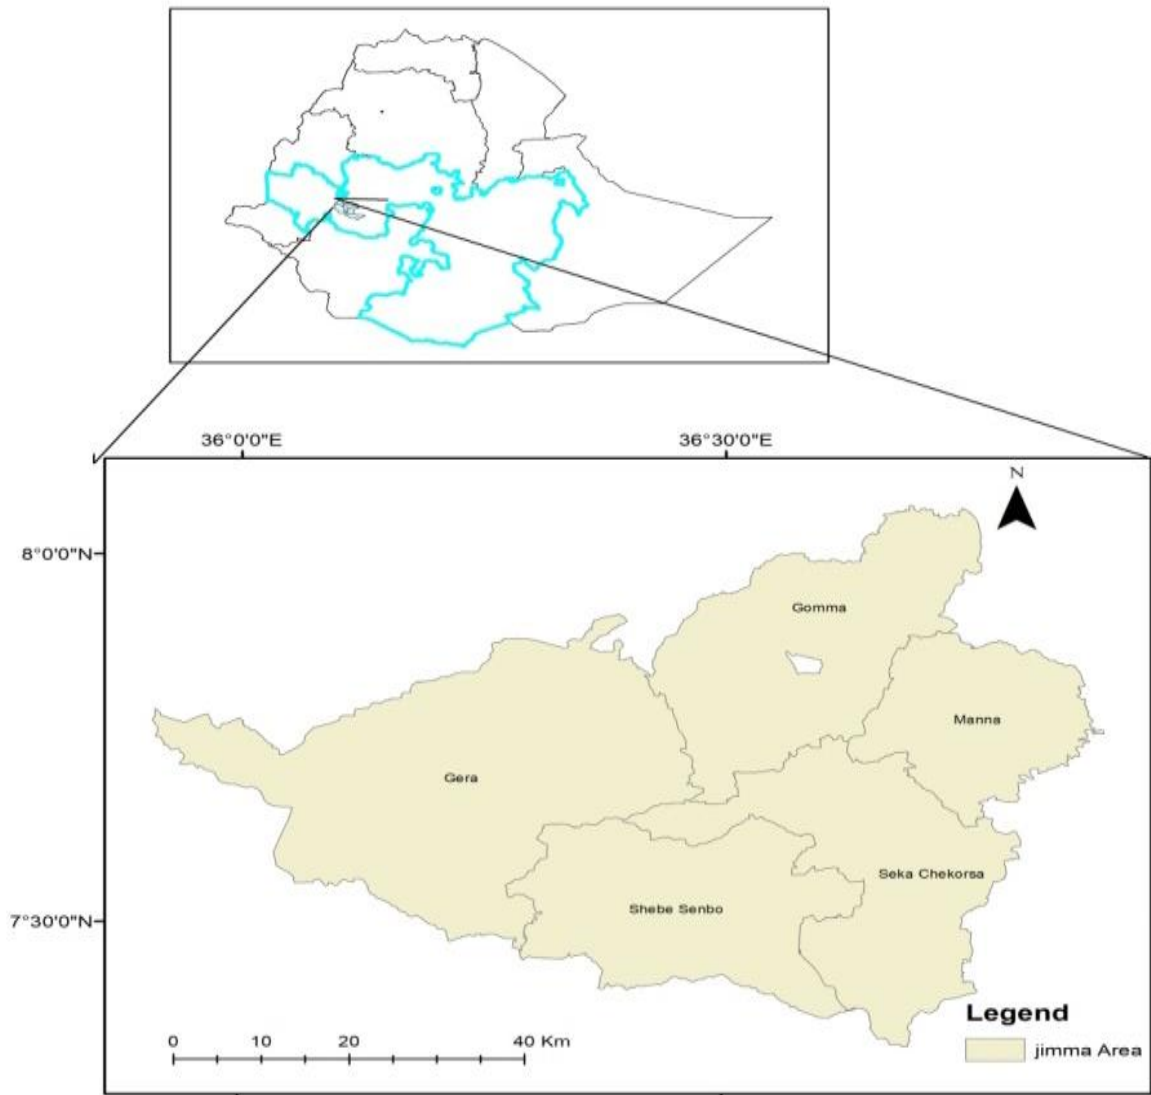 36°0'0"E 36°30'0"E
N
8°0'0"N
Gomma
Manna
Gera
Seka Chekorsa
Shebe Senbo
7°30'0"N
Legend
jimma Area
0 10 20 40 Km